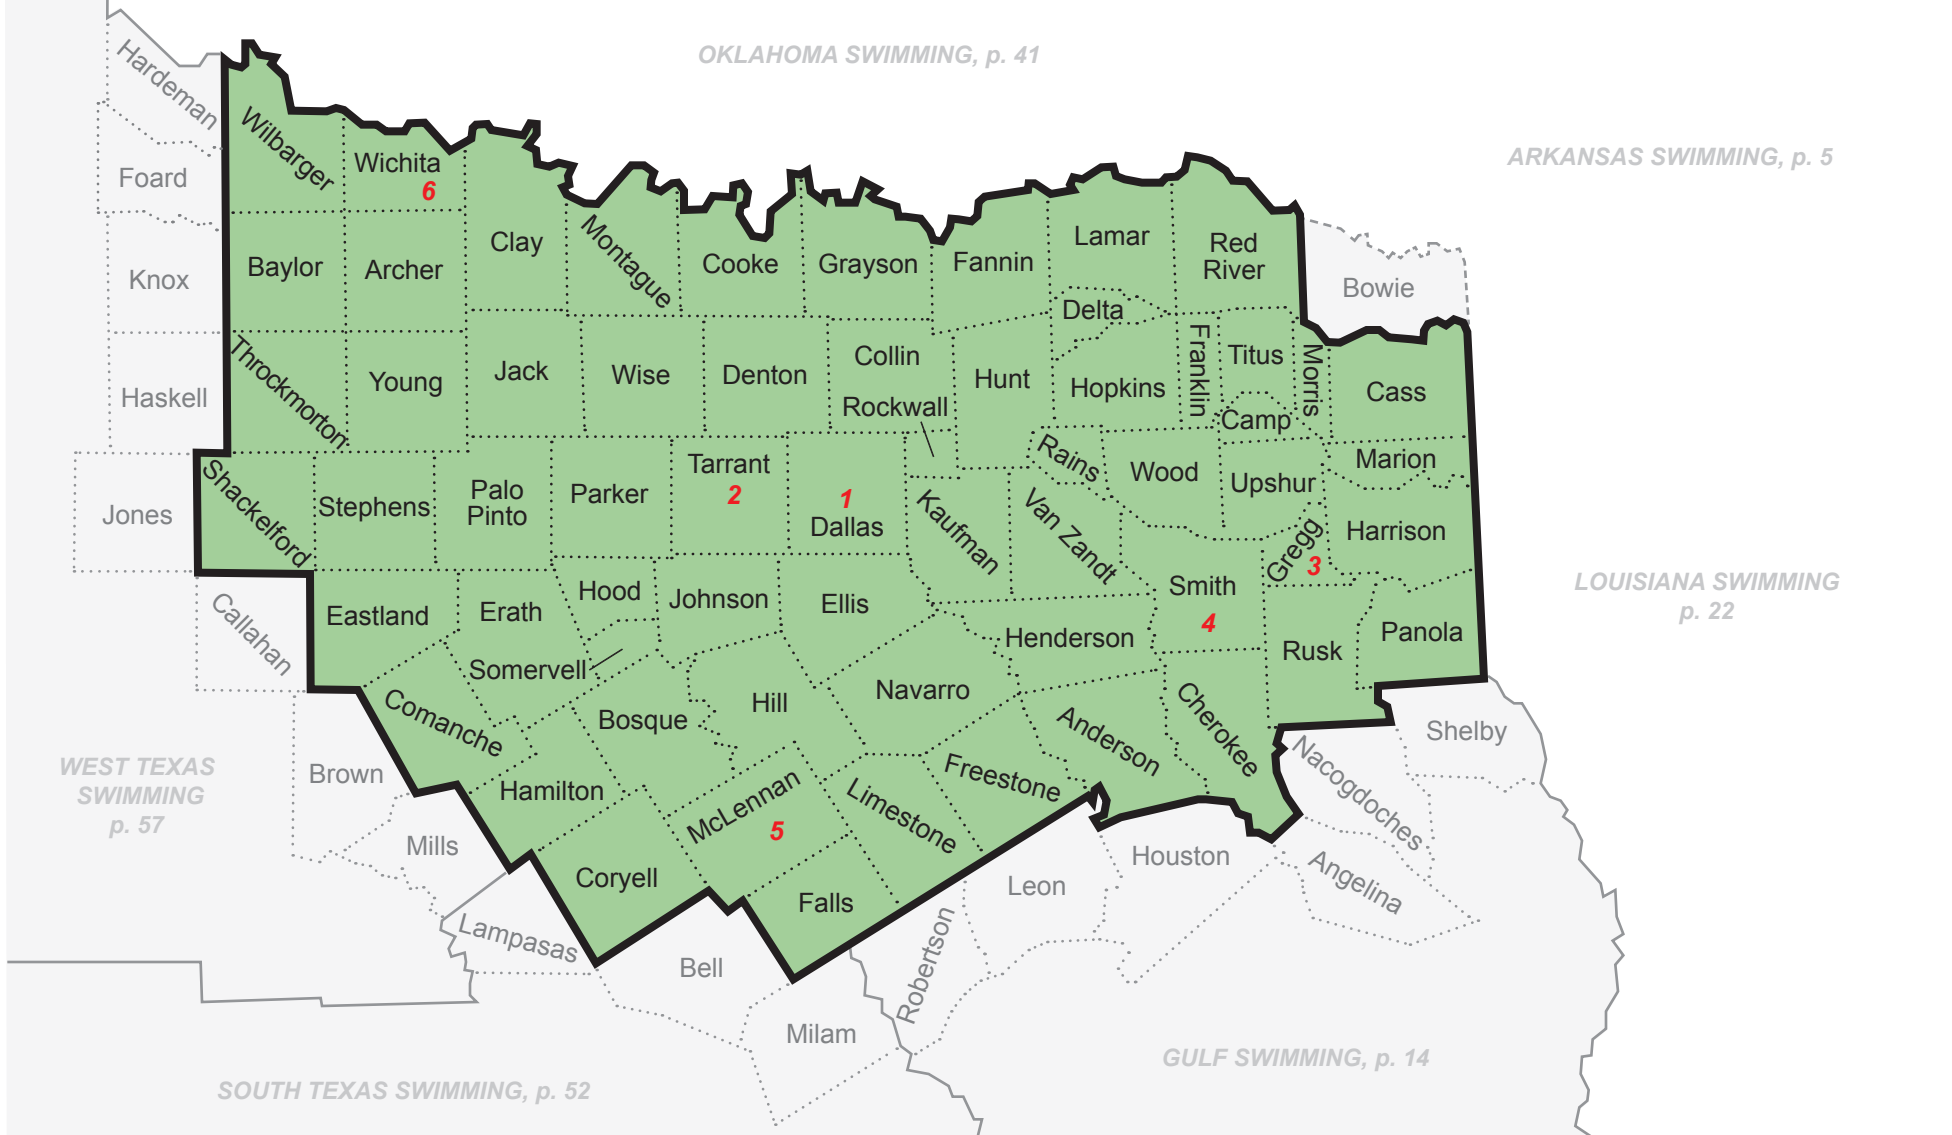 OKLAHOMA SWIMMING, p. 41
ARKANSAS SWIMMING, p. 5
Hardeman
Wilbarger
Wichita
6
Foard
Clay
Montague
Cooke
Grayson
Fannin
Lamar
Red
River
Knox
Baylor
Archer
Delta
Bowie
Haskell
Throckmorton
Young
Jack
Wise
Denton
Collin
Rockwall
Hunt
Hopkins
Franklin
Titus
Morris
Camp
Cass
Jones
Shackelford
Stephens
Palo
Pinto
Parker
Tarrant
2
1
Dallas
Kaufman
Van Zandt
Rains
Wood
Upshur
Marion
Gregg
3
Harrison
LOUISIANA SWIMMING
p. 22
Callahan
Eastland
Erath
Hood
Johnson
Ellis
Henderson
Smith
4
Rusk
Panola
Somervell
Comanche
Bosque
Hill
Navarro
Anderson
Cherokee
Shelby
Nacogdoches
WEST TEXAS
SWIMMING
p. 57
Brown
Hamilton
McLennan
5
Limestone
Freestone
Mills
Coryell
Falls
Leon
Houston
Angelina
Lampasas
Bell
Robertson
Milam
GULF SWIMMING, p. 14
SOUTH TEXAS SWIMMING, p. 52